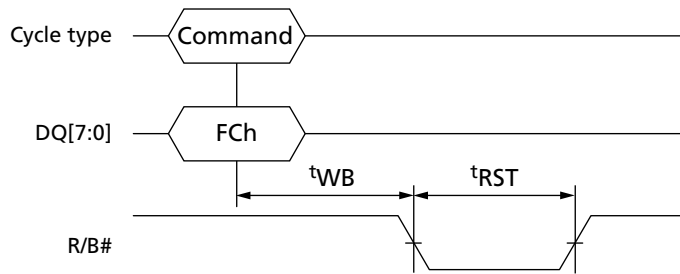 Cycle type Command
DQ[7:0] FCh
tWB tRST
R/B#